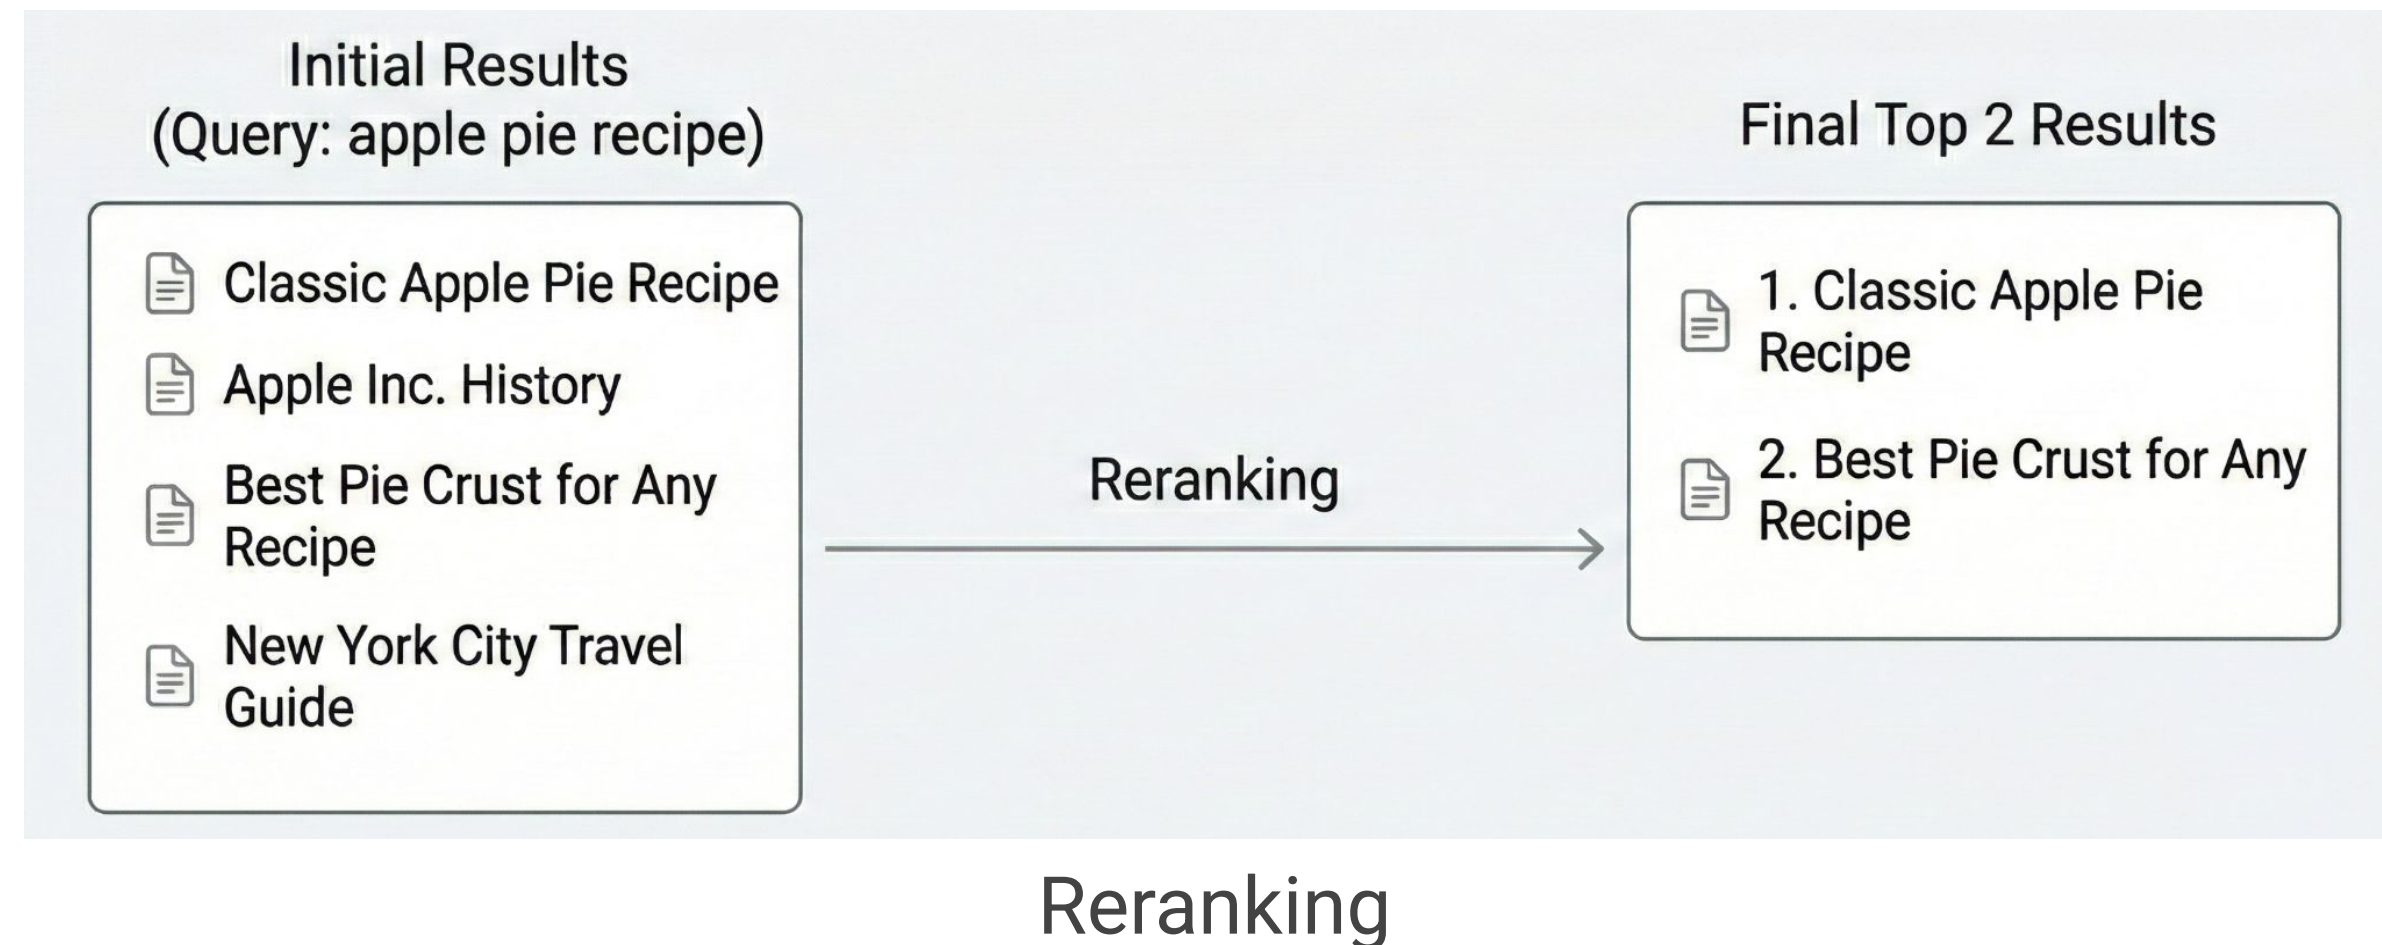 Initial Results
(Query: apple pie recipe)
Classic Apple Pie Recipe
Apple Inc. History
Best Pie Crust for Any
Recipe
New York City Travel
Guide
Reranking
Final Top 2 Results
1. Classic Apple Pie
Recipe
2. Best Pie Crust for Any
Recipe
Reranking